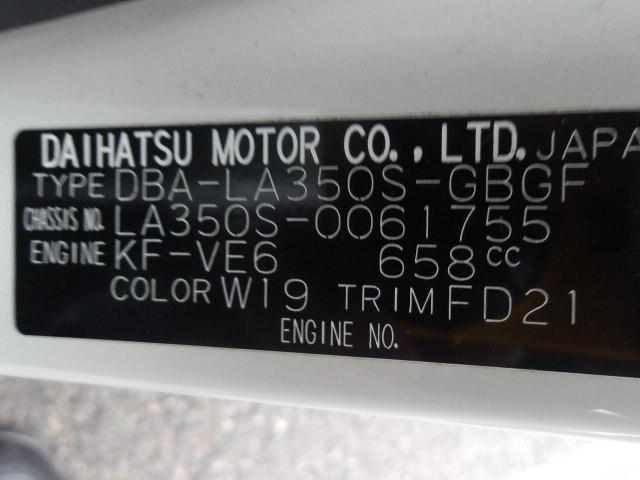 DAIHATSU MOTOR CO., LTD. JAPA
TYPE DBA-LA350S-GBGF
CHASSIS NO. LA350S-0061755
ENGINE KF-VE6 658cc
COLOR W19 TRIM FD21
ENGINE NO.